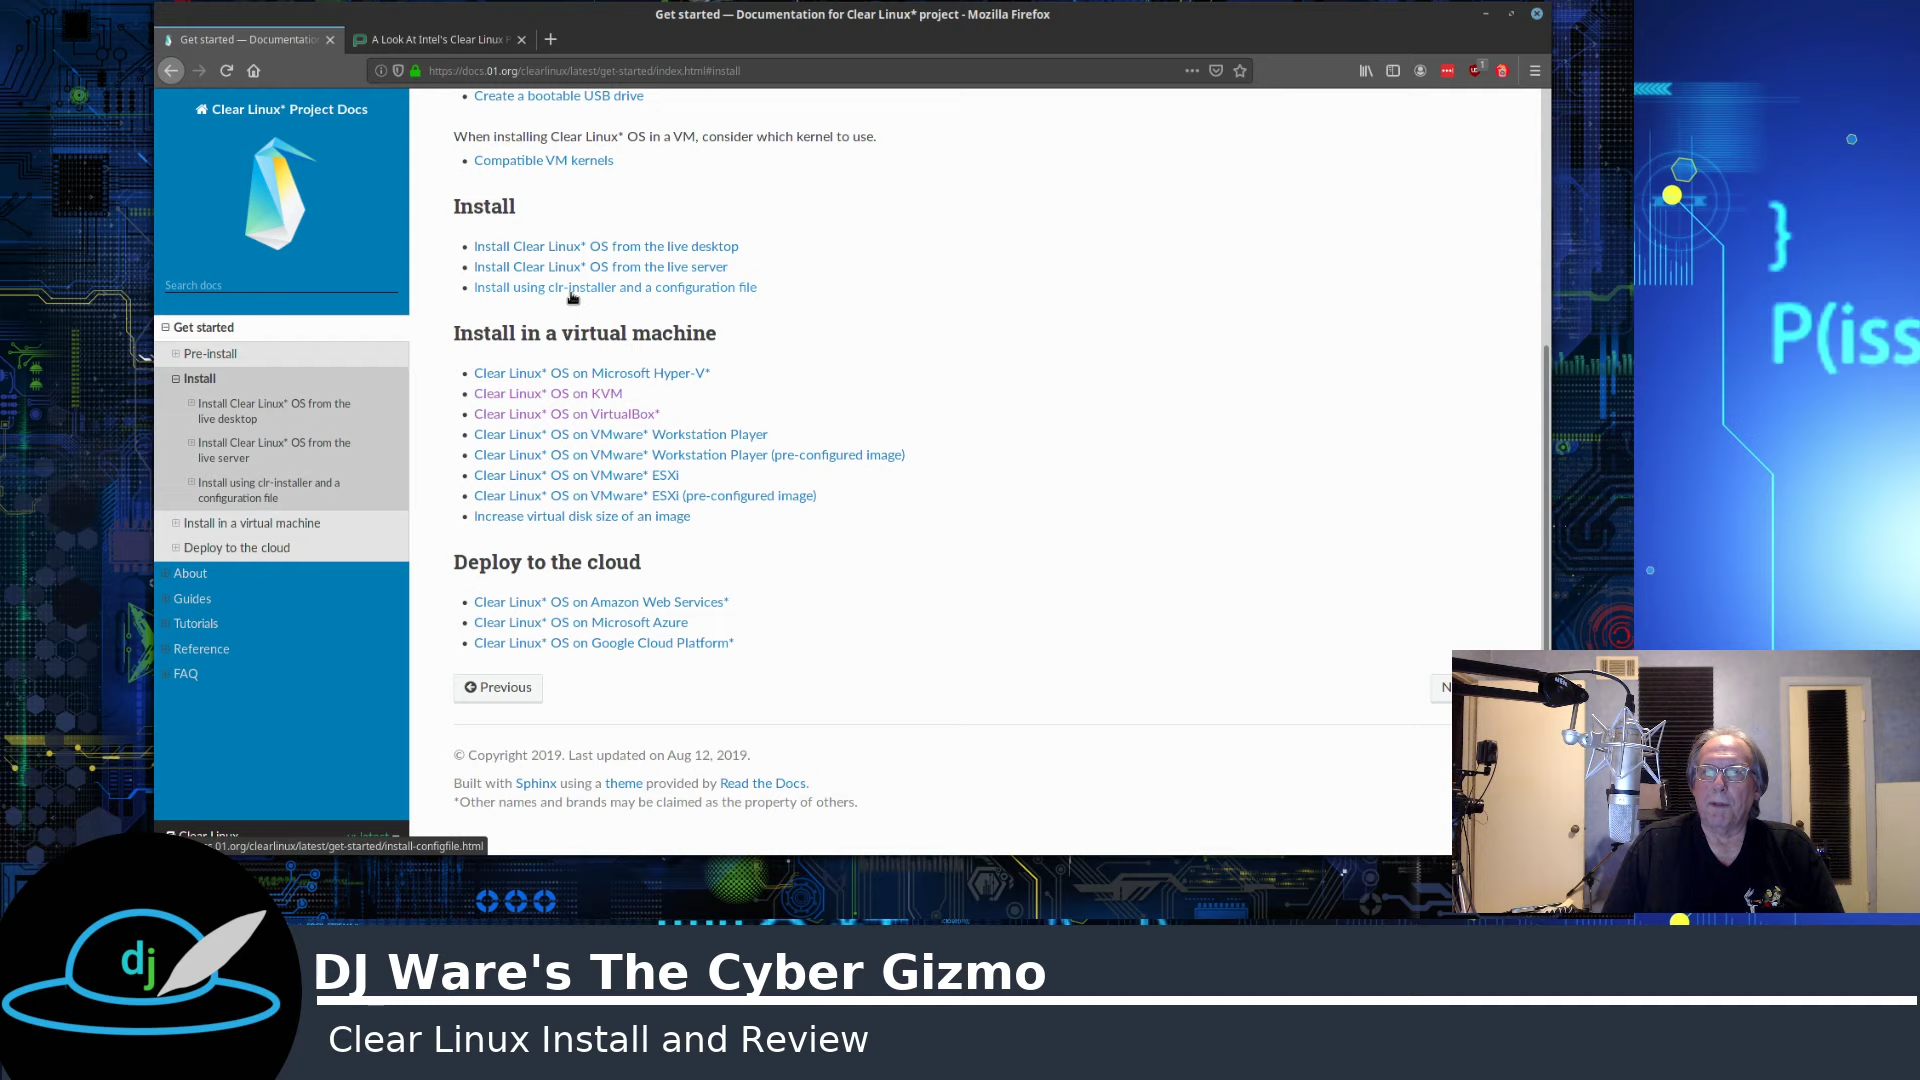 Get started — Documentation for Clear Linux* project - Mozilla Firefox
Get started — Documentatio
A Look At Intel's Clear Linux
https://docs.01.org/clearlinux/latest/get-started/index.html#install
1
Clear Linux* Project Docs
Search docs
Get started
Pre-install
Install
Install Clear Linux* OS from the
live desktop
Install Clear Linux* OS from the
live server
Install using clr-installer and a
configuration file
Install in a virtual machine
Deploy to the cloud
About
Guides
Tutorials
Reference
FAQ
Clear Linux
Create a bootable USB drive
When installing Clear Linux* OS in a VM, consider which kernel to use.
Compatible VM kernels
Install
Install Clear Linux* OS from the live desktop
Install Clear Linux* OS from the live server
Install using clr-installer and a configuration file
Install in a virtual machine
Clear Linux* OS on Microsoft Hyper-V*
Clear Linux* OS on KVM
Clear Linux* OS on VirtualBox*
Clear Linux* OS on VMware* Workstation Player
Clear Linux* OS on VMware* Workstation Player (pre-configured image)
Clear Linux* OS on VMware* ESXi
Clear Linux* OS on VMware* ESXi (pre-configured image)
Increase virtual disk size of an image
Deploy to the cloud
Clear Linux* OS on Amazon Web Services*
Clear Linux* OS on Microsoft Azure
Clear Linux* OS on Google Cloud Platform*
Previous
N
© Copyright 2019. Last updated on Aug 12, 2019.
Built with Sphinx using a theme provided by Read the Docs.
*Other names and brands may be claimed as the property of others.
.01.org/clearlinux/latest/get-started/install-configfile.html
}
P(iss
dj
DJ Ware's The Cyber Gizmo
Clear Linux Install and Review